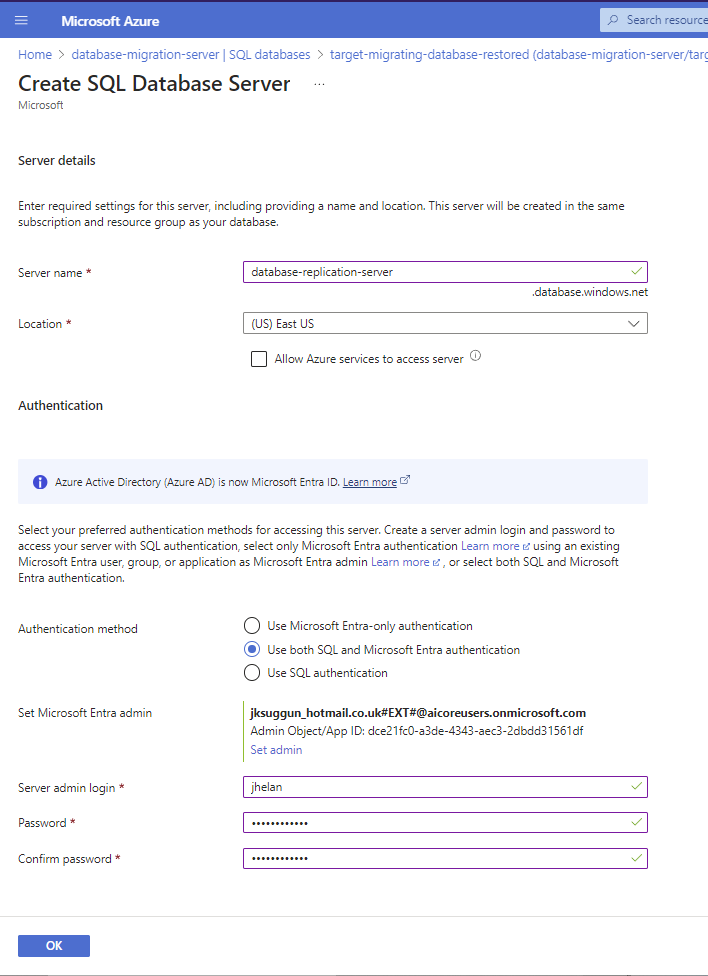 Microsoft Azure
Search resource
Home > database-migration-server | SQL databases > target-migrating-database-restored (database-migration-server/targ
Create SQL Database Server ...
Microsoft
Server details
Enter required settings for this server, including providing a name and location. This server will be created in the same
subscription and resource group as your database.
Server name *
database-replication-server
.database.windows.net
Location *
(US) East US
Allow Azure services to access server
Authentication
Azure Active Directory (Azure AD) is now Microsoft Entra ID. Learn more
Select your preferred authentication methods for accessing this server. Create a server admin login and password to
access your server with SQL authentication, select only Microsoft Entra authentication Learn more using an existing
Microsoft Entra user, group, or application as Microsoft Entra admin Learn more , or select both SQL and Microsoft
Entra authentication.
Authentication method
Use Microsoft Entra-only authentication
Use both SQL and Microsoft Entra authentication
Use SQL authentication
Set Microsoft Entra admin
jksuggun_hotmail.co.uk#EXT#@aicoreusers.onmicrosoft.com
Admin Object/App ID: dce21fc0-a3de-4343-aec3-2dbdd31561df
Set admin
Server admin login *
jhelan
Password *
••••••••••••
Confirm password *
••••••••••••
OK